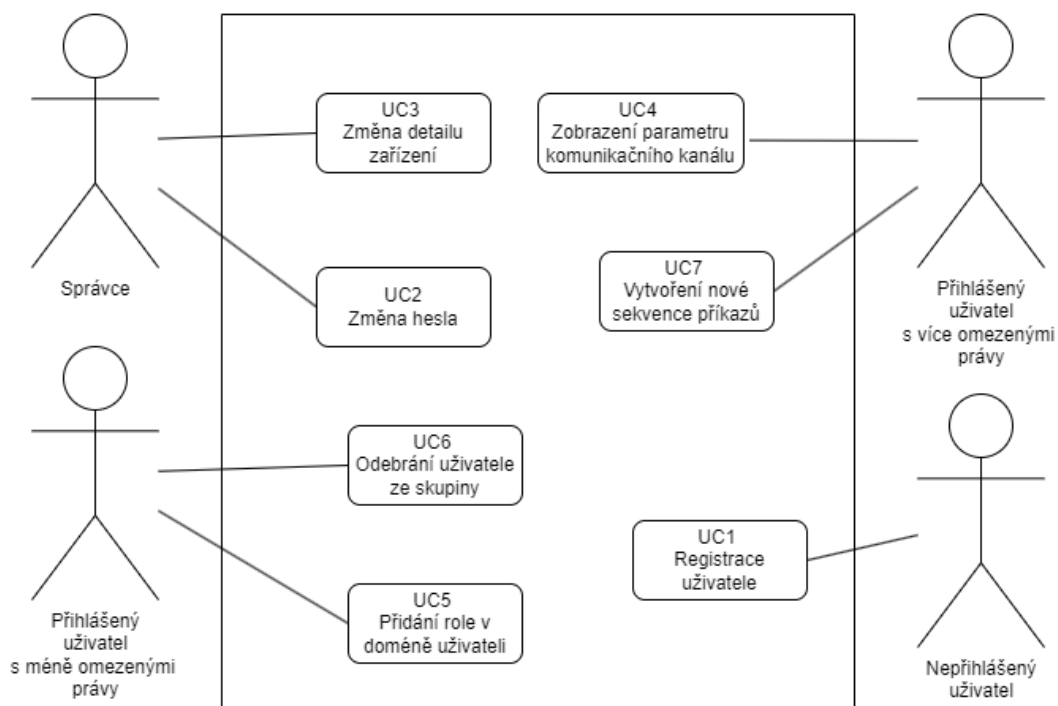 UC3
Změna detailu
zařízení
UC4
Zobrazení parametru
komunikačního kanálu
Správce
UC2
Změna hesla
UC7
Vytvoření nové
sekvence příkazů
Přihlášený
uživatel
s více omezenými
právy
UC6
Odebrání uživatele
ze skupiny
UC1
Registrace
uživatele
UC5
Přidání role v
doméně uživateli
Přihlášený
uživatel
s méně omezenými
právy
Nepřihlášený
uživatel